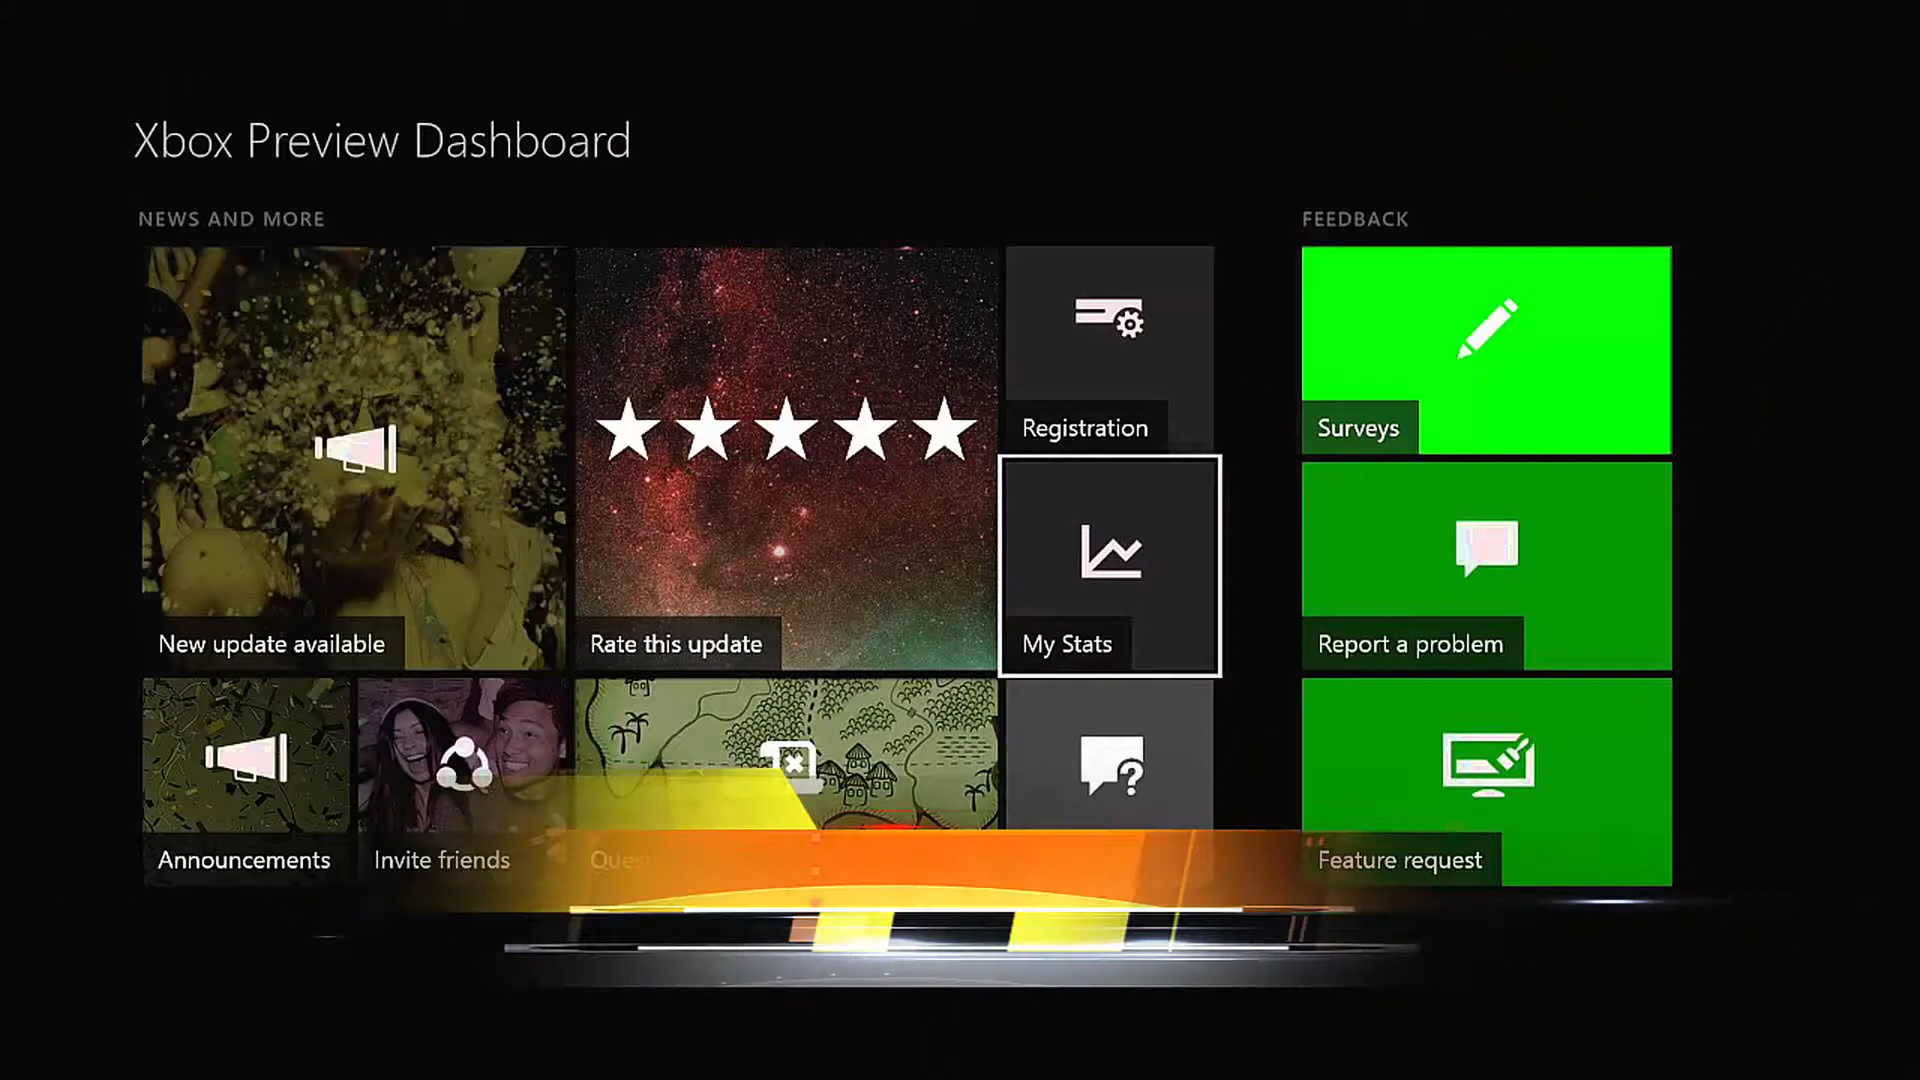 Xbox Preview Dashboard
NEWS AND MORE
FEEDBACK
Registration
Surveys
New update available
Rate this update
My Stats
Report a problem
Announcements
Invite friends
Feature request